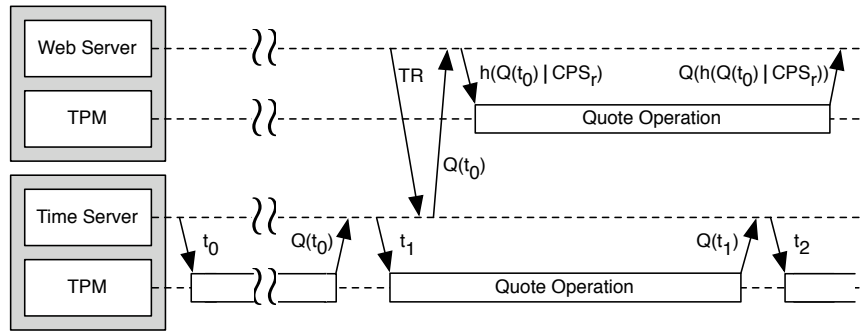 Web Server
TR
h(Q(t₀) | CPSᵣ)
Q(h(Q(t₀) | CPSᵣ))
TPM
Quote Operation
Q(t₀)
Time Server
t₀
Q(t₀)
t₁
Q(t₁)
t₂
TPM
Quote Operation